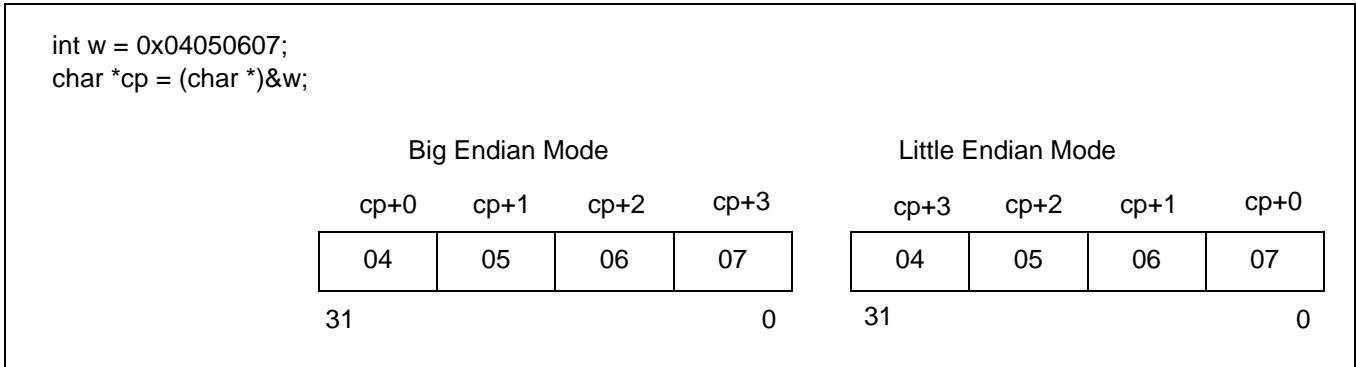 int w = 0x04050607;
char *cp = (char *)&w;
Big Endian Mode Little Endian Mode
cp+0 cp+1 cp+2 cp+3 cp+3 cp+2 cp+1 cp+0
04 05 06 07 04 05 06 07
31 0 31 0